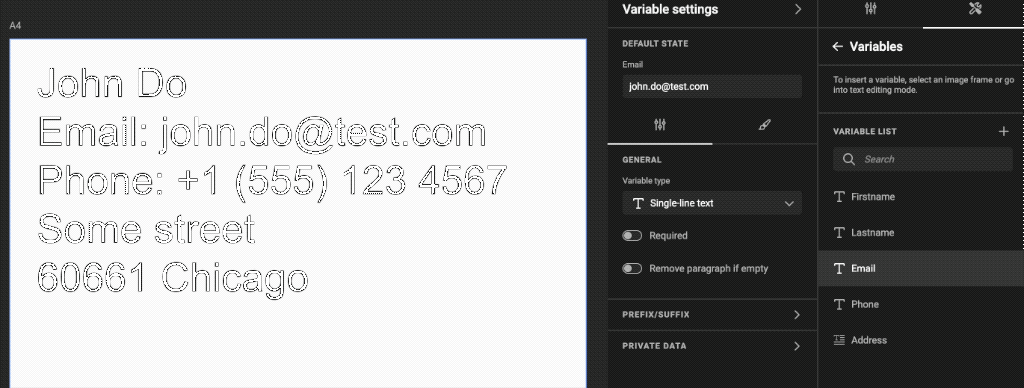 A4
John Do
Email: john.do@test.com
Phone: +1 (555) 123 4567
Some street
60661 Chicago
Variable settings
DEFAULT STATE
Email
john.do@test.com
GENERAL
Variable type
Single-line text
Required
Remove paragraph if empty
PREFIX/SUFFIX
PRIVATE DATA
Variables
To insert a variable, select an image frame or go
into text editing mode.
VARIABLE LIST
Search
Firstname
Lastname
Email
Phone
Address